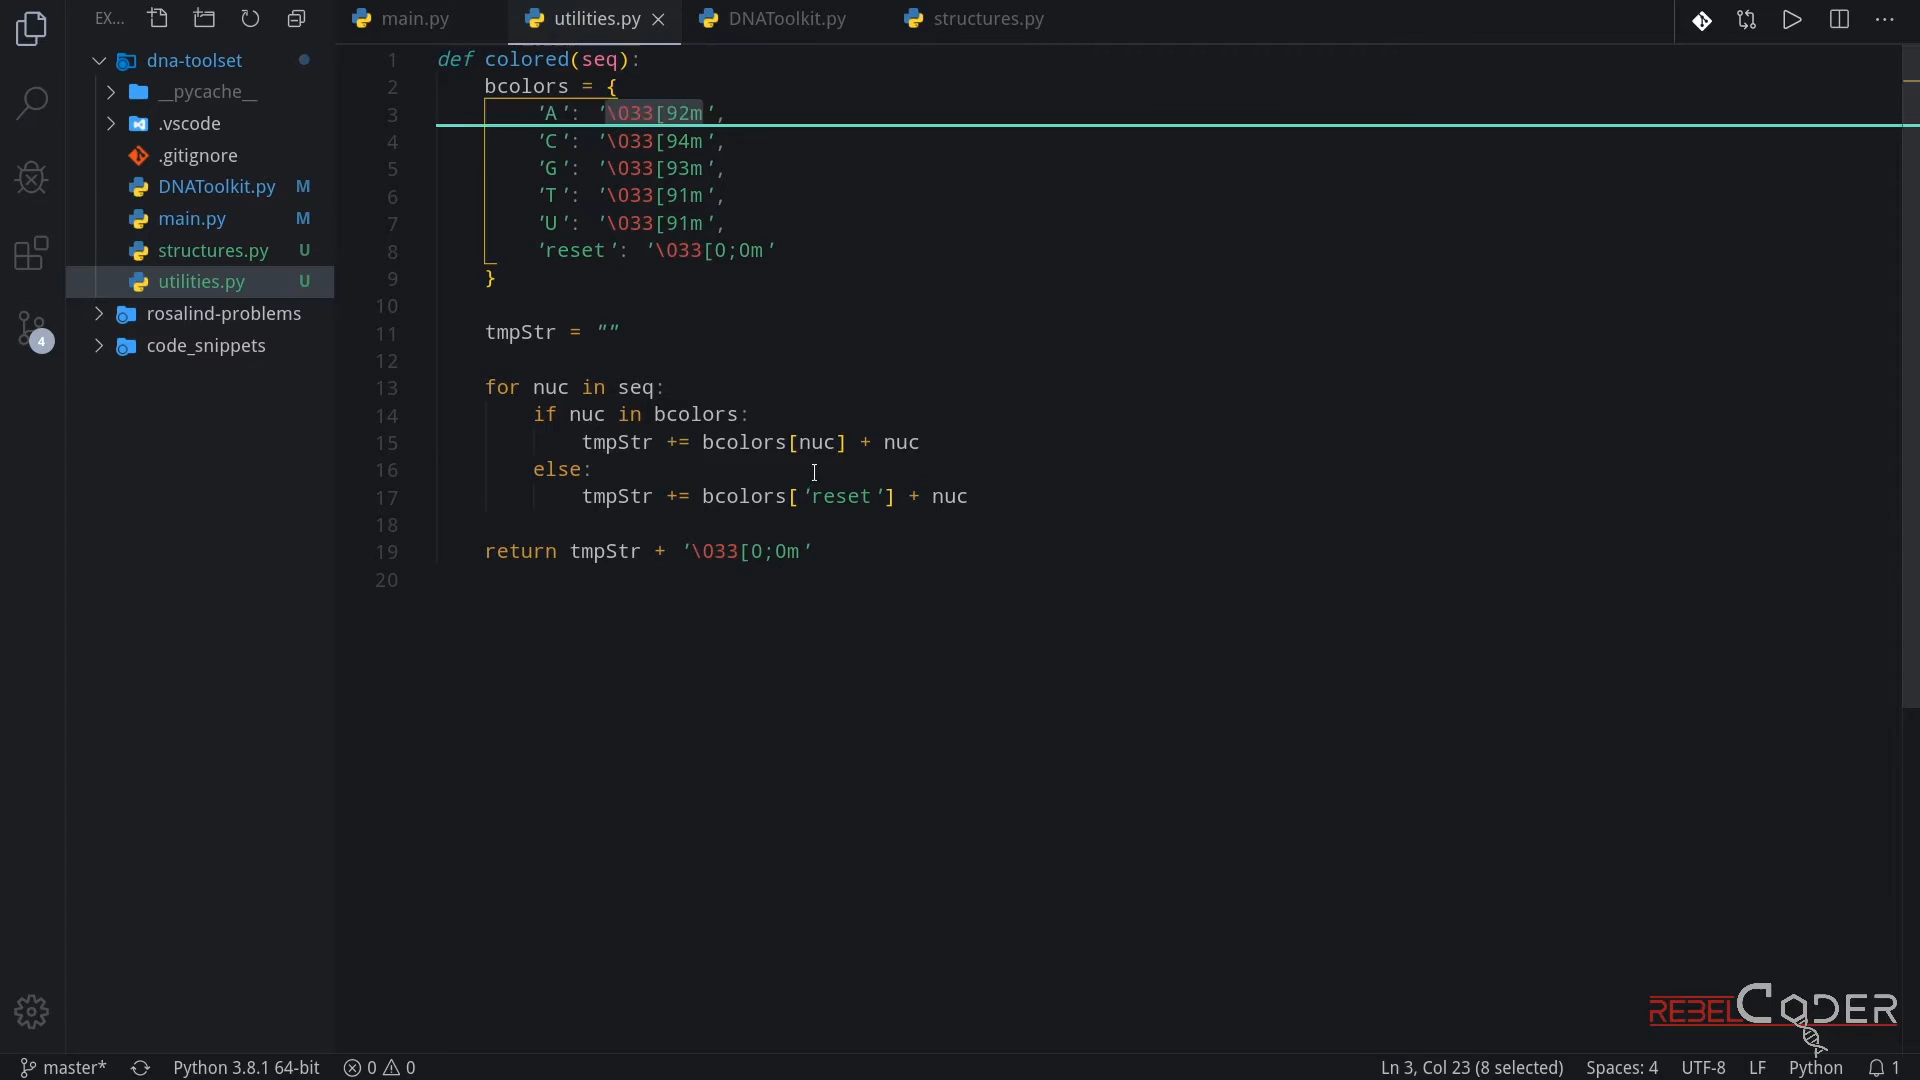 EX...
main.py
utilities.py
DNAToolkit.py
structures.py
dna-toolset
__pycache__
.vscode
.gitignore
DNAToolkit.py M
main.py M
structures.py U
utilities.py U
rosalind-problems
code_snippets
4
1 def colored(seq):
2 bcolors = {
3 'A': '\033[92m',
4 'C': '\033[94m',
5 'G': '\033[93m',
6 'T': '\033[91m',
7 'U': '\033[91m',
8 'reset': '\033[0;0m'
9 }
10
11 tmpStr = ""
12
13 for nuc in seq:
14 if nuc in bcolors:
15 tmpStr += bcolors[nuc] + nuc
16 else:
17 tmpStr += bcolors['reset'] + nuc
18
19 return tmpStr + '\033[0;0m'
20
REBELCODER
master* Python 3.8.1 64-bit 0 0 Ln 3, Col 23 (8 selected) Spaces: 4 UTF-8 LF Python 1